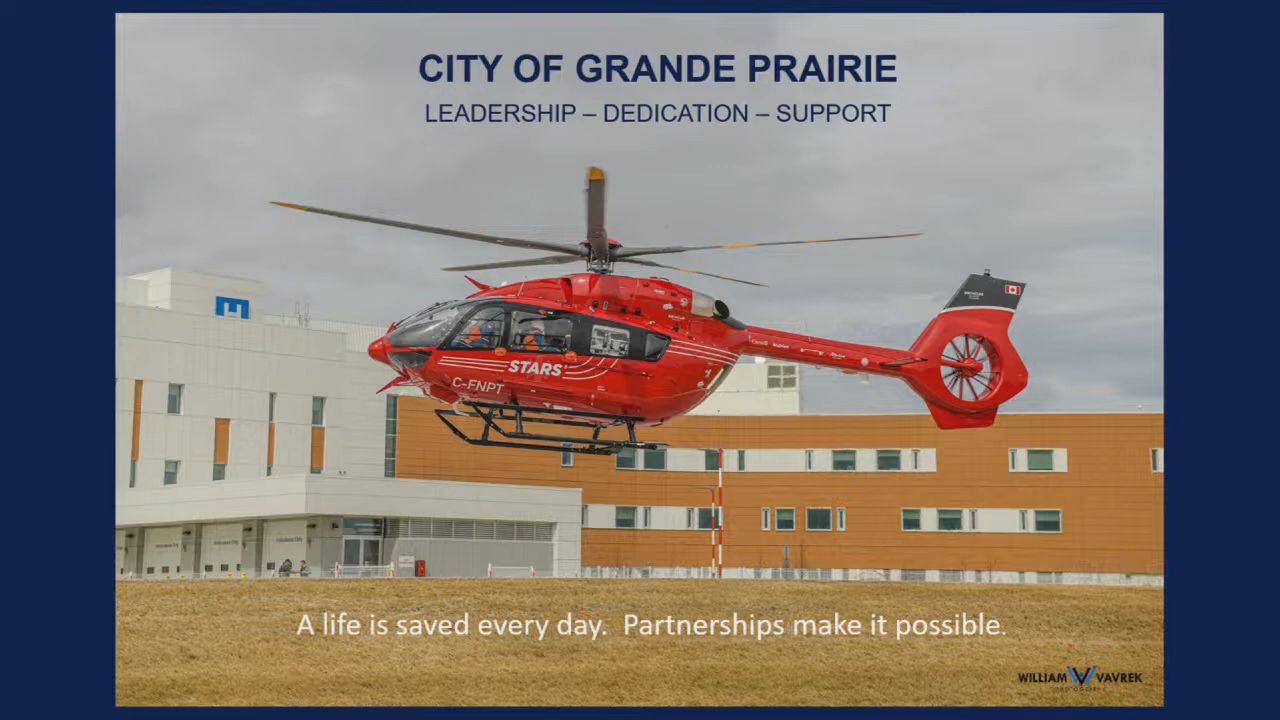 CITY OF GRANDE PRAIRIE
LEADERSHIP – DEDICATION – SUPPORT
STARS
C-FNPT
A life is saved every day. Partnerships make it possible.
WILLIAM W VAVREK